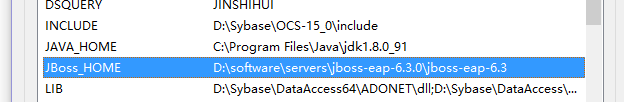 DSQUERY JINSHIHUI
INCLUDE D:\Sybase\OCS-15_0\include
JAVA_HOME C:\Program Files\Java\jdk1.8.0_91
JBoss_HOME D:\software\servers\jboss-eap-6.3.0\jboss-eap-6.3
LIB D:\Sybase\DataAccess64\ADONET\dll;D:\Sybase\DataAccess\...